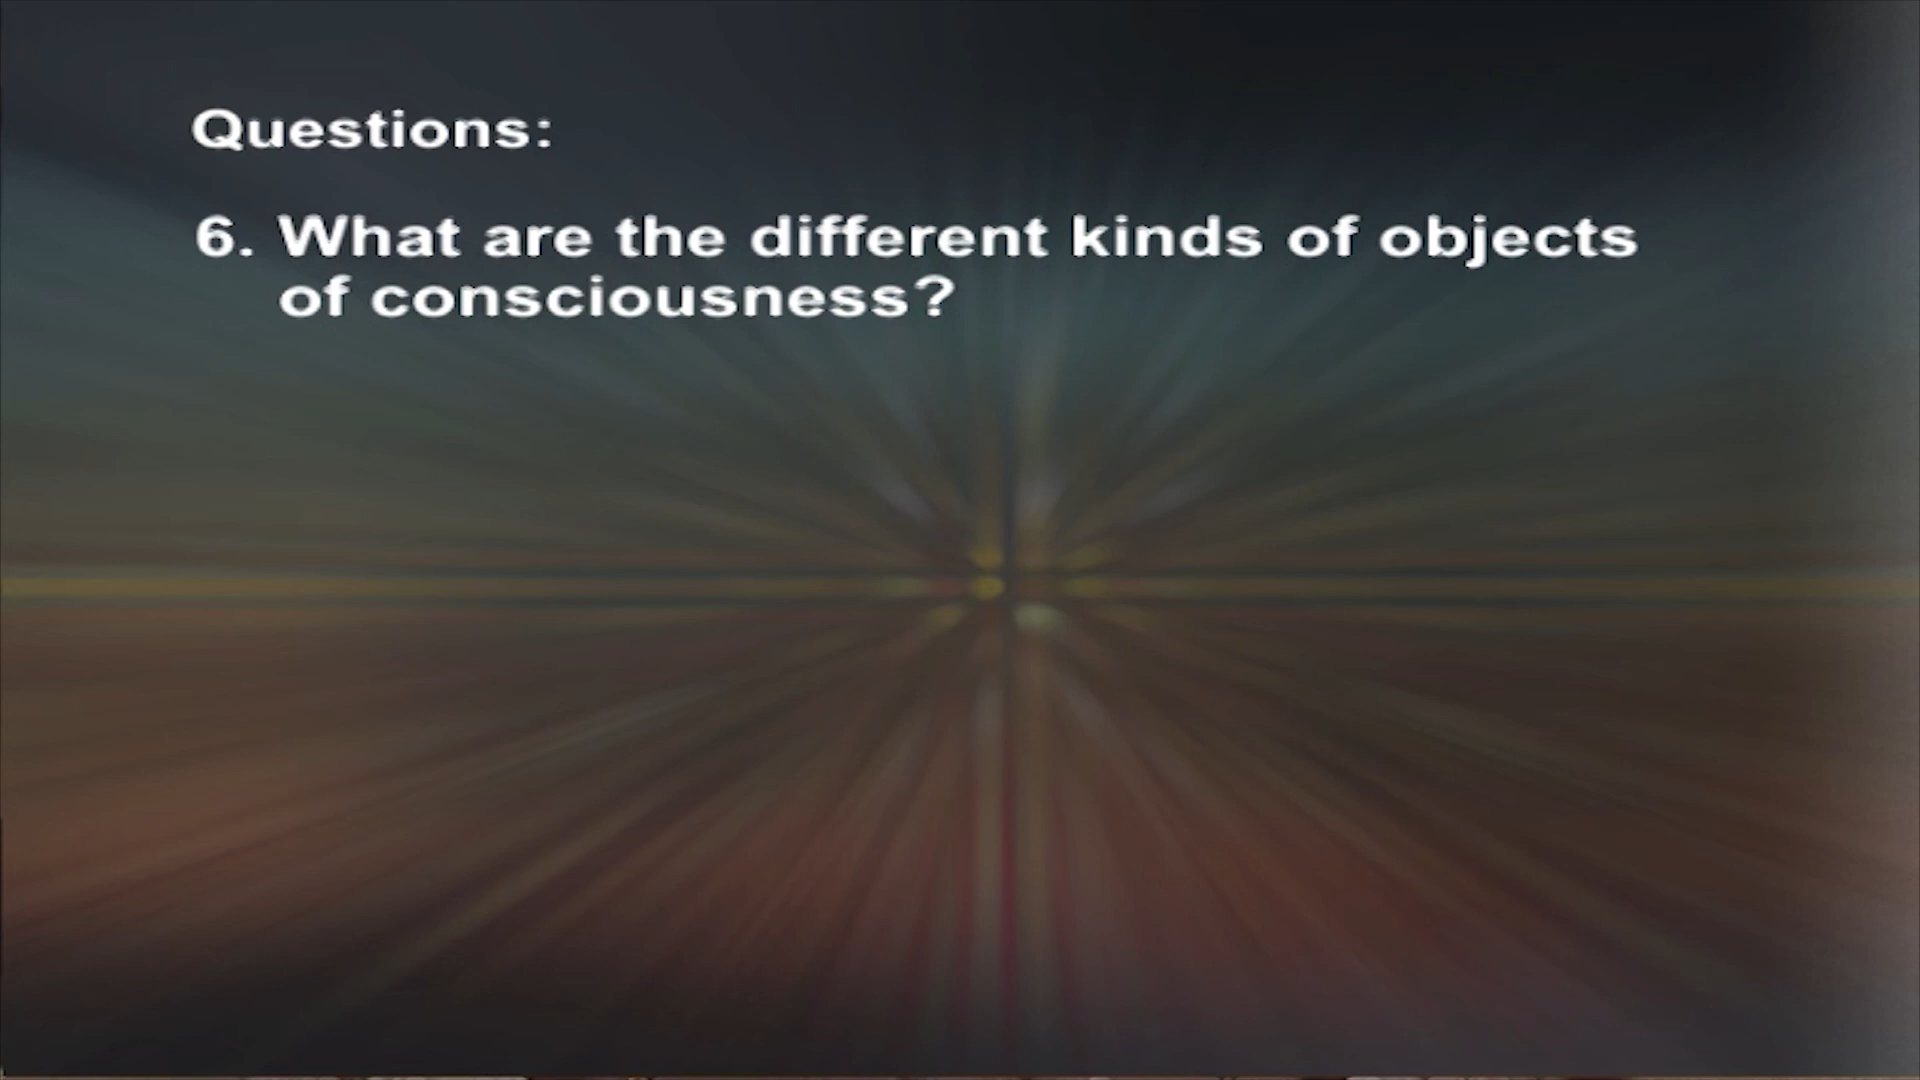 Questions:
6. What are the different kinds of objects
of consciousness?